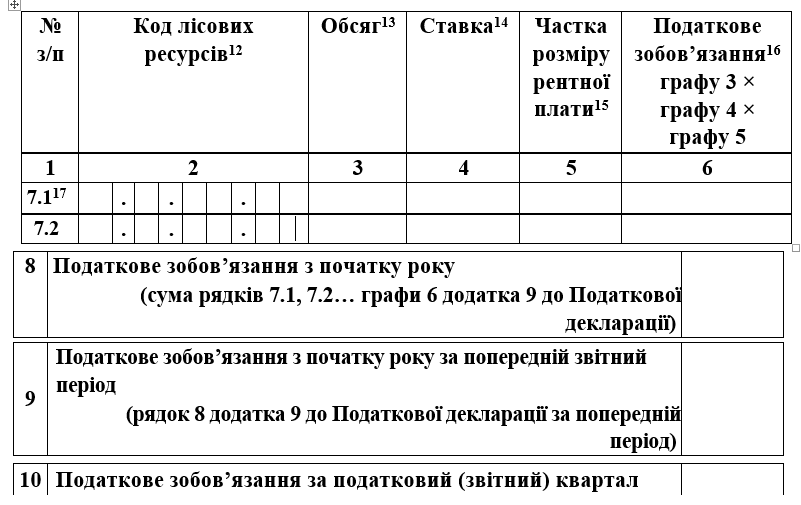 № з/п
Код лісових ресурсів¹²
Обсяг¹³
Ставка¹⁴
Частка розміру рентної плати¹⁵
Податкове зобов’язання¹⁶ графу 3 × графу 4 × графу 5
1 2 3 4 5 6
7.1¹⁷ . . .
7.2 . . .
8 Податкове зобов’язання з початку року
(сума рядків 7.1, 7.2… графи 6 додатка 9 до Податкової
декларації)
Податкове зобов’язання з початку року за попередній звітний
період
9
(рядок 8 додатка 9 до Податкової декларації за попередній
період)
10 Податкове зобов’язання за податковий (звітний) квартал